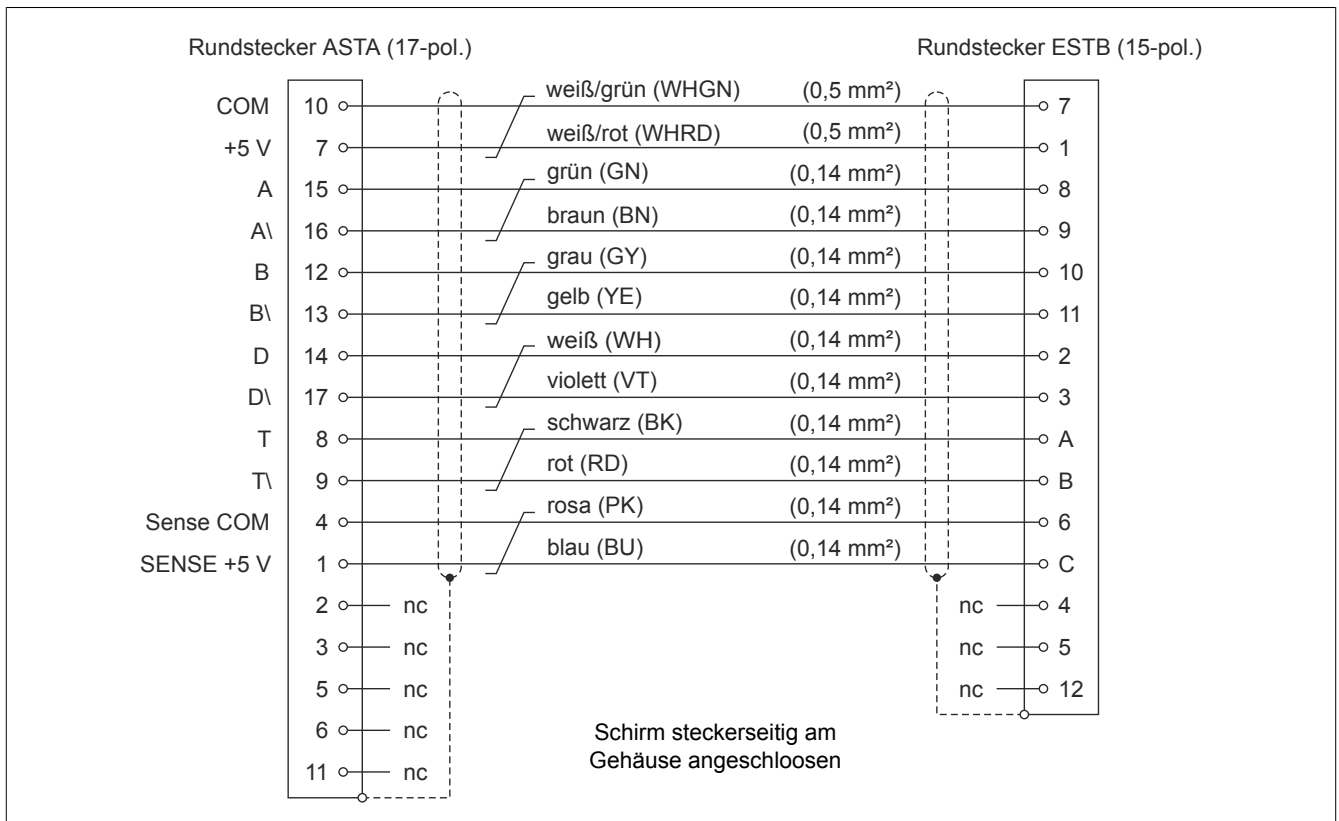 Rundstecker ASTA (17-pol.) Rundstecker ESTB (15-pol.)
COM 10 weiß/grün (WHGN) (0,5 mm²) 7
+5 V 7 weiß/rot (WHRD) (0,5 mm²) 1
A 15 grün (GN) (0,14 mm²) 8
A\ 16 braun (BN) (0,14 mm²) 9
B 12 grau (GY) (0,14 mm²) 10
B\ 13 gelb (YE) (0,14 mm²) 11
D 14 weiß (WH) (0,14 mm²) 2
D\ 17 violett (VT) (0,14 mm²) 3
T 8 schwarz (BK) (0,14 mm²) A
T\ 9 rot (RD) (0,14 mm²) B
Sense COM 4 rosa (PK) (0,14 mm²) 6
SENSE +5 V 1 blau (BU) (0,14 mm²) C
2 nc nc 4
3 nc nc 5
5 nc nc 12
6 nc
11 nc
Schirm steckerseitig am
Gehäuse angeschloosen